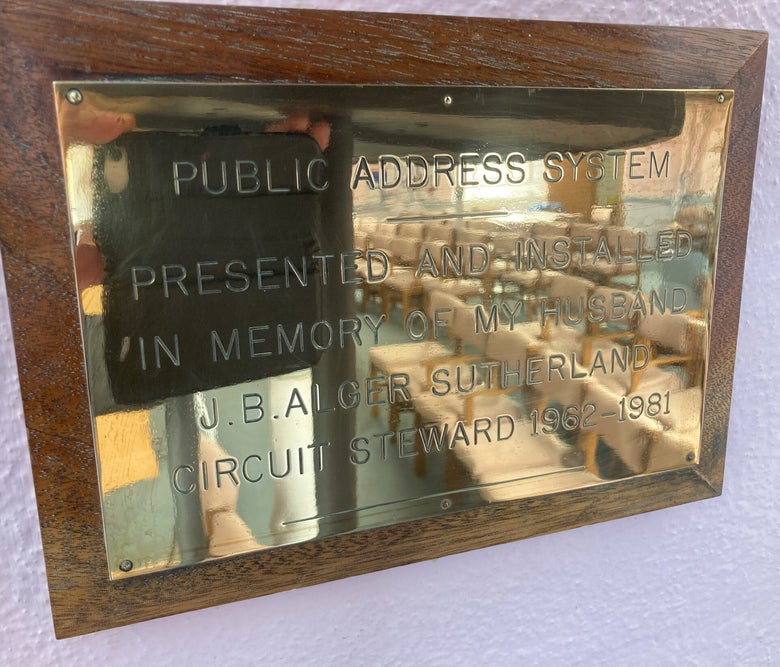 PUBLIC ADDRESS SYSTEM
PRESENTED AND INSTALLED
IN MEMORY OF MY HUSBAND
J.B.ALGER SUTHERLAND
CIRCUIT STEWARD 1962-1981